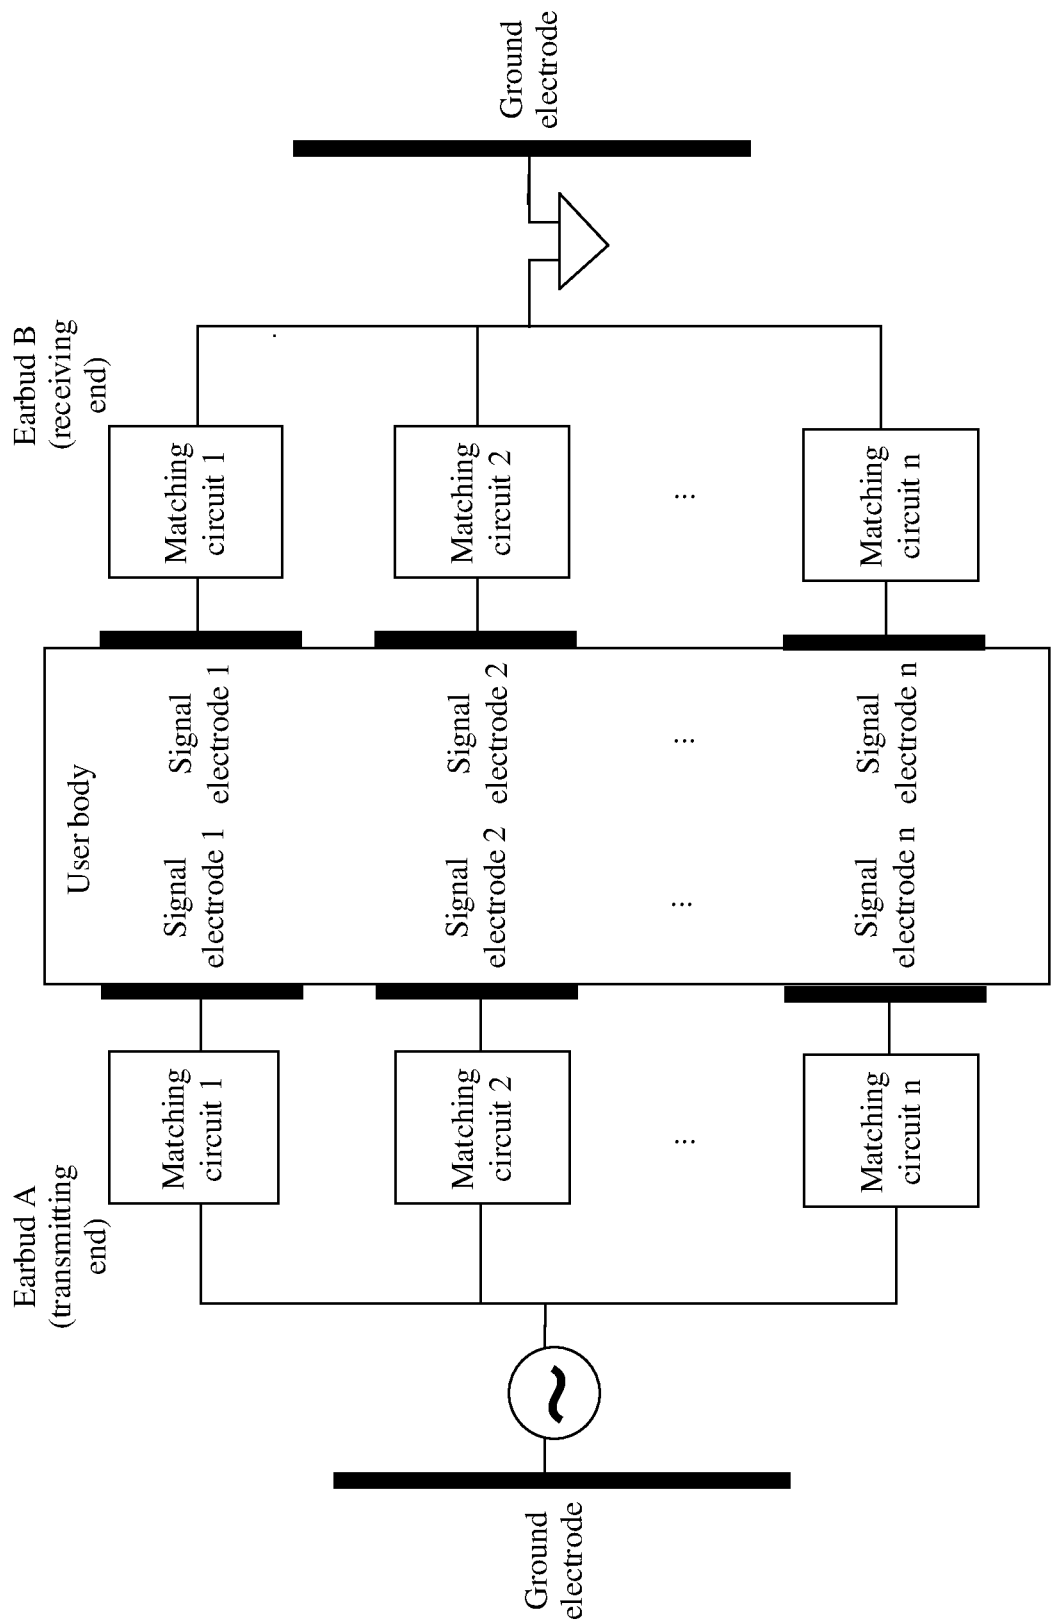 Earbud A
(transmitting
end)
Earbud B
(receiving
end)
User body
Matching
circuit 1
Signal
electrode 1
Signal
electrode 1
Matching
circuit 1
Matching
circuit 2
Signal
electrode 2
Signal
electrode 2
Matching
circuit 2
Ground
electrode
Ground
electrode
...
...
...
...
Matching
circuit n
Signal
electrode n
Signal
electrode n
Matching
circuit n